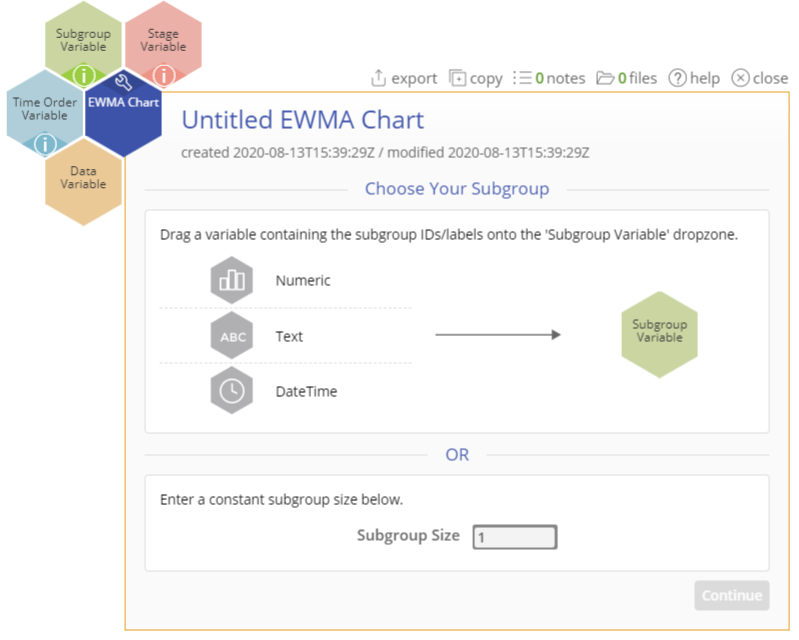 Subgroup
Variable
Stage
Variable
Time Order
Variable
EWMA Chart
Data
Variable
export copy 0 notes 0 files help close
Untitled EWMA Chart
created 2020-08-13T15:39:29Z / modified 2020-08-13T15:39:29Z
Choose Your Subgroup
Drag a variable containing the subgroup IDs/labels onto the 'Subgroup Variable' dropzone.
Numeric
ABC Text
DateTime
Subgroup
Variable
OR
Enter a constant subgroup size below.
Subgroup Size 1
Continue